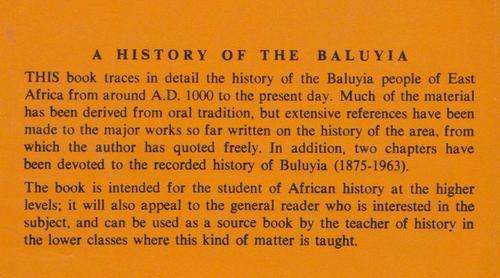 A HISTORY OF THE BALUYIA
THIS book traces in detail the history of the Baluyia people of East
Africa from around A.D. 1000 to the present day. Much of the material
has been derived from oral tradition, but extensive references have been
made to the major works so far written on the history of the area, from
which the author has quoted freely. In addition, two chapters have
been devoted to the recorded history of Buluyia (1875-1963).
The book is intended for the student of African history at the higher
levels; it will also appeal to the general reader who is interested in the
subject, and can be used as a source book by the teacher of history in
the lower classes where this kind of matter is taught.